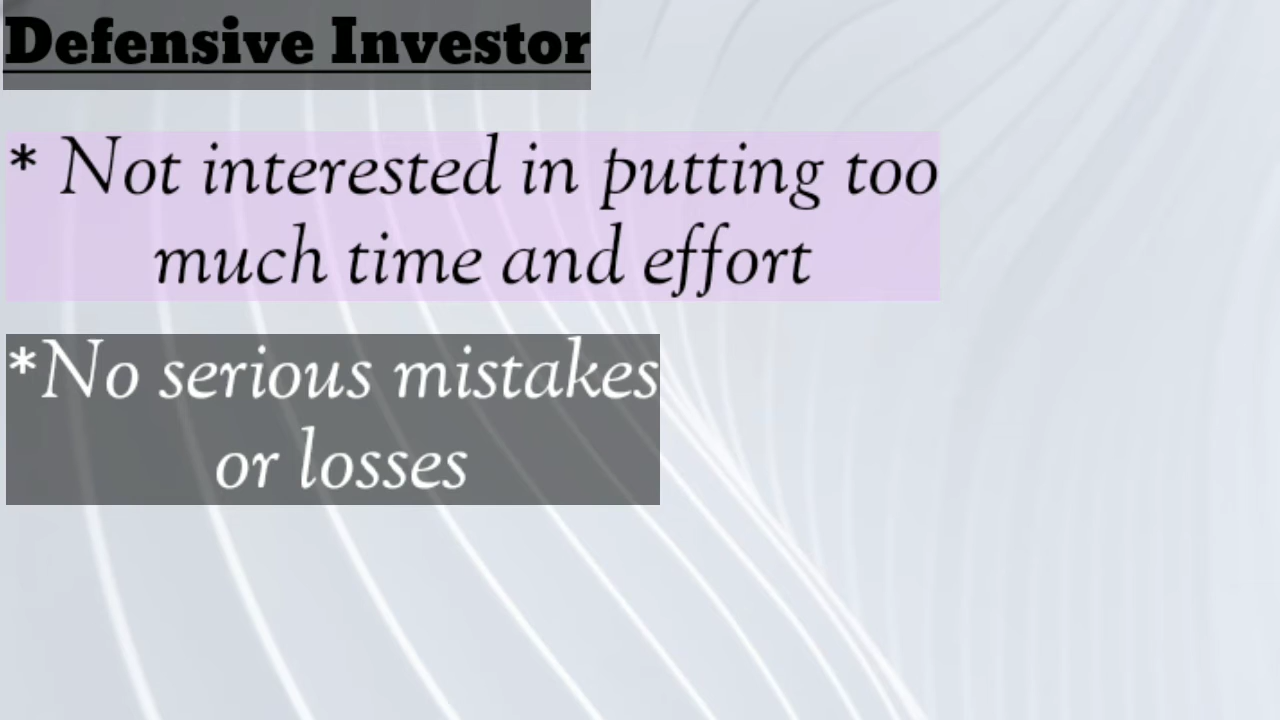 Defensive Investor
* Not interested in putting too
much time and effort
*No serious mistakes
or losses